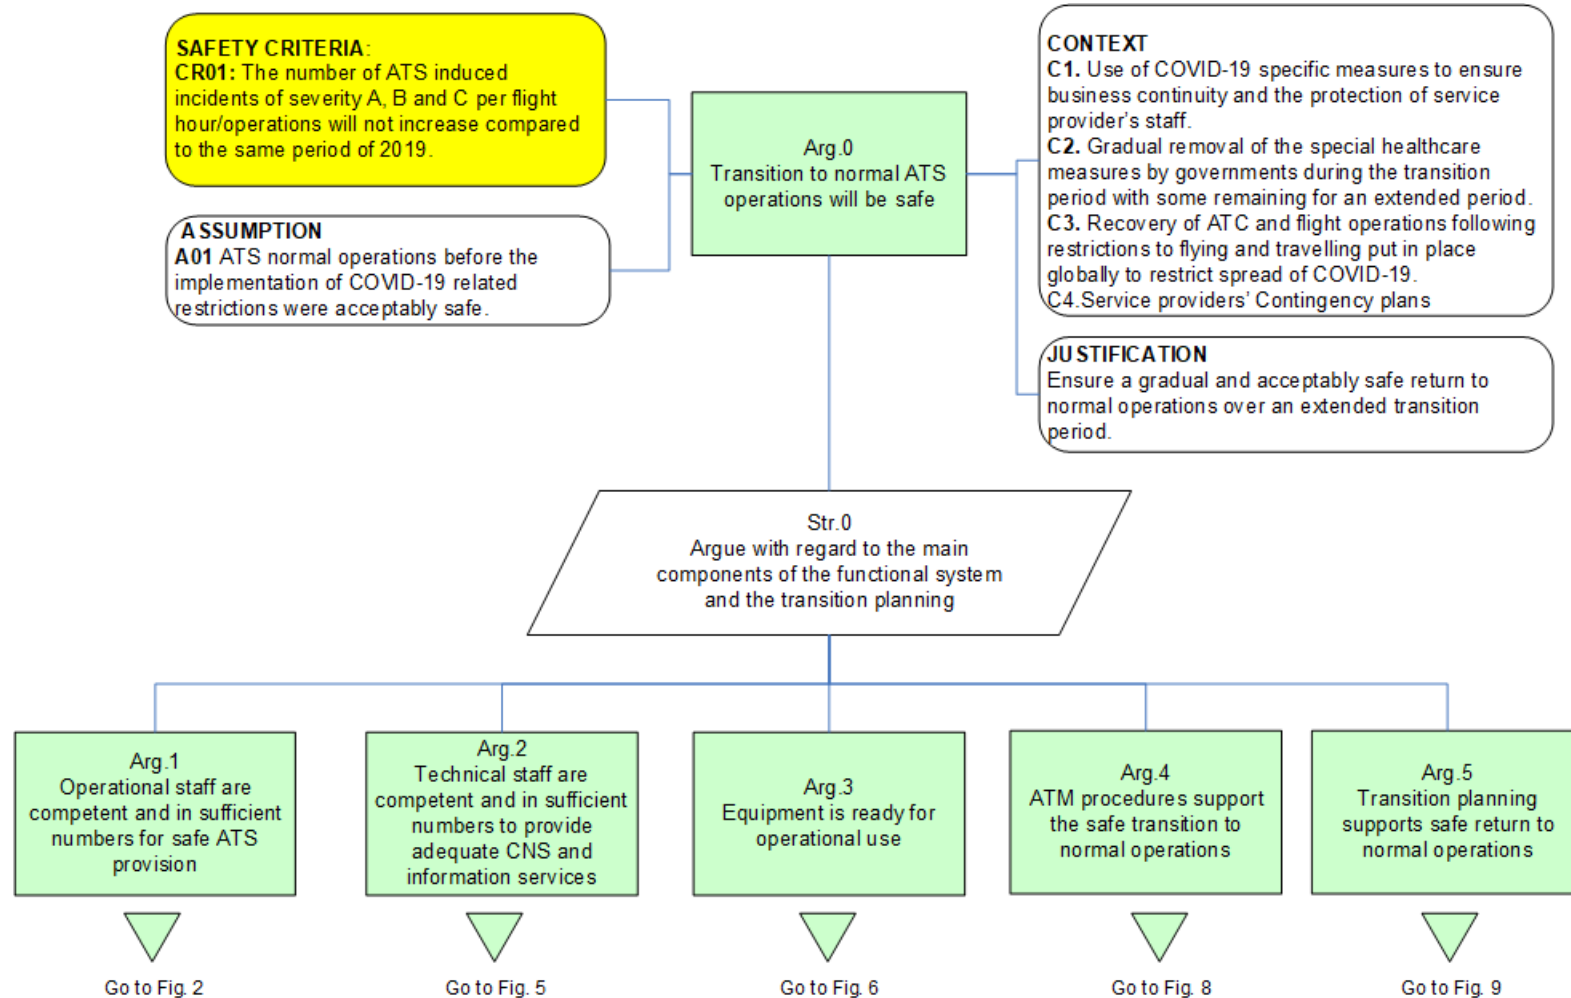 SAFETY CRITERIA:
CR01: The number of ATS induced
incidents of severity A, B and C per flight
hour/operations will not increase compared
to the same period of 2019.
ASSUMPTION
A01 ATS normal operations before the
implementation of COVID-19 related
restrictions were acceptably safe.
Arg.0
Transition to normal ATS
operations will be safe
CONTEXT
C1. Use of COVID-19 specific measures to ensure
business continuity and the protection of service
provider's staff.
C2. Gradual removal of the special healthcare
measures by governments during the transition
period with some remaining for an extended period.
C3. Recovery of ATC and flight operations following
restrictions to flying and travelling put in place
globally to restrict spread of COVID-19.
C4.Service providers' Contingency plans
JUSTIFICATION
Ensure a gradual and acceptably safe return to
normal operations over an extended transition
period.
Str.0
Argue with regard to the main
components of the functional system
and the transition planning
Arg.1
Operational staff are
competent and in sufficient
numbers for safe ATS
provision
Go to Fig. 2
Arg.2
Technical staff are
competent and in sufficient
numbers to provide
adequate CNS and
information services
Go to Fig. 5
Arg.3
Equipment is ready for
operational use
Go to Fig. 6
Arg.4
ATM procedures support
the safe transition to
normal operations
Go to Fig. 8
Arg.5
Transition planning
supports safe return to
normal operations
Go to Fig. 9